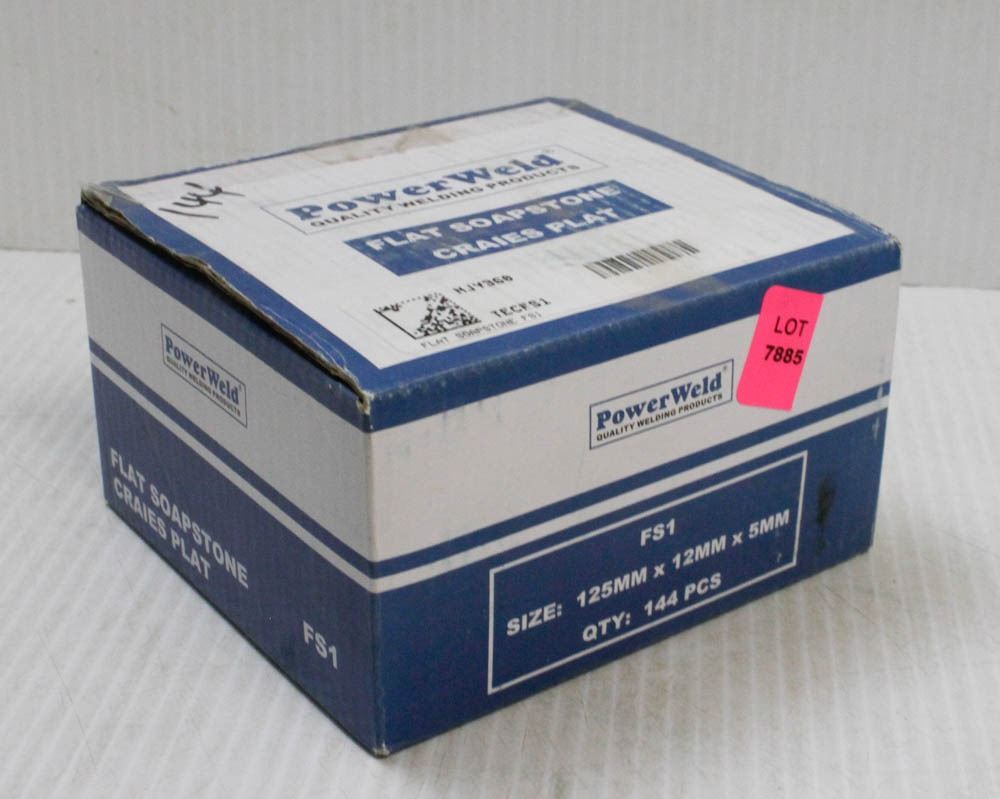 144
PowerWeld®
QUALITY WELDING PRODUCTS
FLAT SOAPSTONE
CRAIES PLAT
MJY360
TECFS1
FLAT SOAPSTONE FS1
LOT
7885
PowerWeld®
QUALITY WELDING PRODUCTS
FLAT SOAPSTONE
CRAIES PLAT
FS1
PowerWeld®
QUALITY WELDING PRODUCTS
FS1
SIZE: 125MM x 12MM x 5MM
QTY: 144 PCS